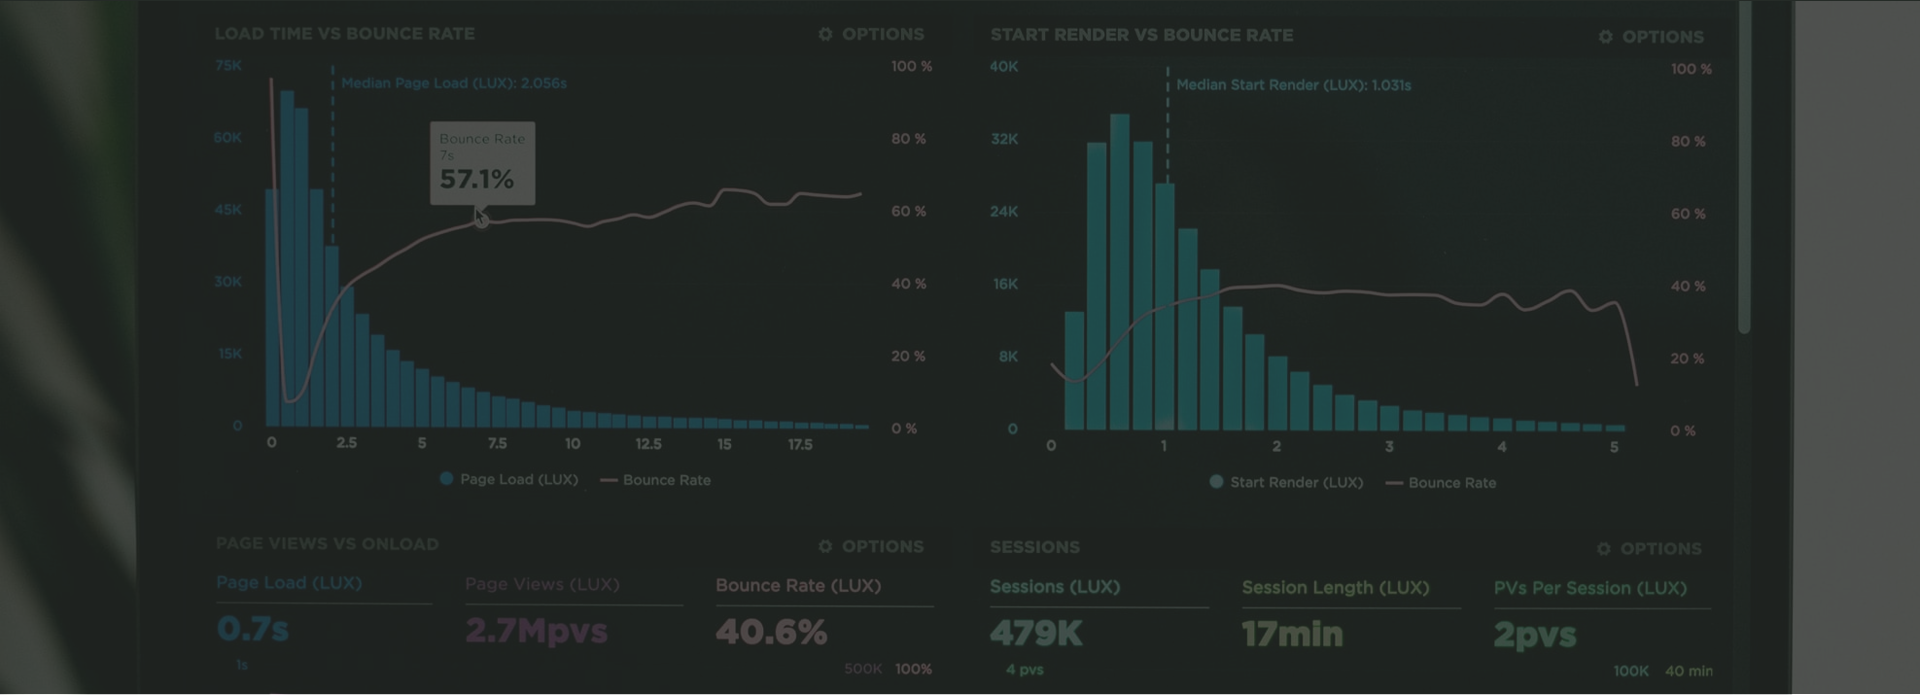 LOAD TIME VS BOUNCE RATE
OPTIONS
75K
60K
45K
30K
15K
0
Median Page Load (LUX): 2.056s
Bounce Rate
7s
57.1%
100 %
80 %
60 %
40 %
20 %
0 %
0 2.5 5 7.5 10 12.5 15 17.5
Page Load (LUX) Bounce Rate
START RENDER VS BOUNCE RATE
OPTIONS
40K
32K
24K
16K
8K
0
Median Start Render (LUX): 1.031s
100 %
80 %
60 %
40 %
20 %
0 %
0 1 2 3 4 5
Start Render (LUX) Bounce Rate
PAGE VIEWS VS ONLOAD
OPTIONS
Page Load (LUX)
0.7s
1s
Page Views (LUX)
2.7Mpvs
Bounce Rate (LUX)
40.6%
500K 100%
SESSIONS
OPTIONS
Sessions (LUX)
479K
4 pvs
Session Length (LUX)
17min
PVs Per Session (LUX)
2pvs
100K 40 min